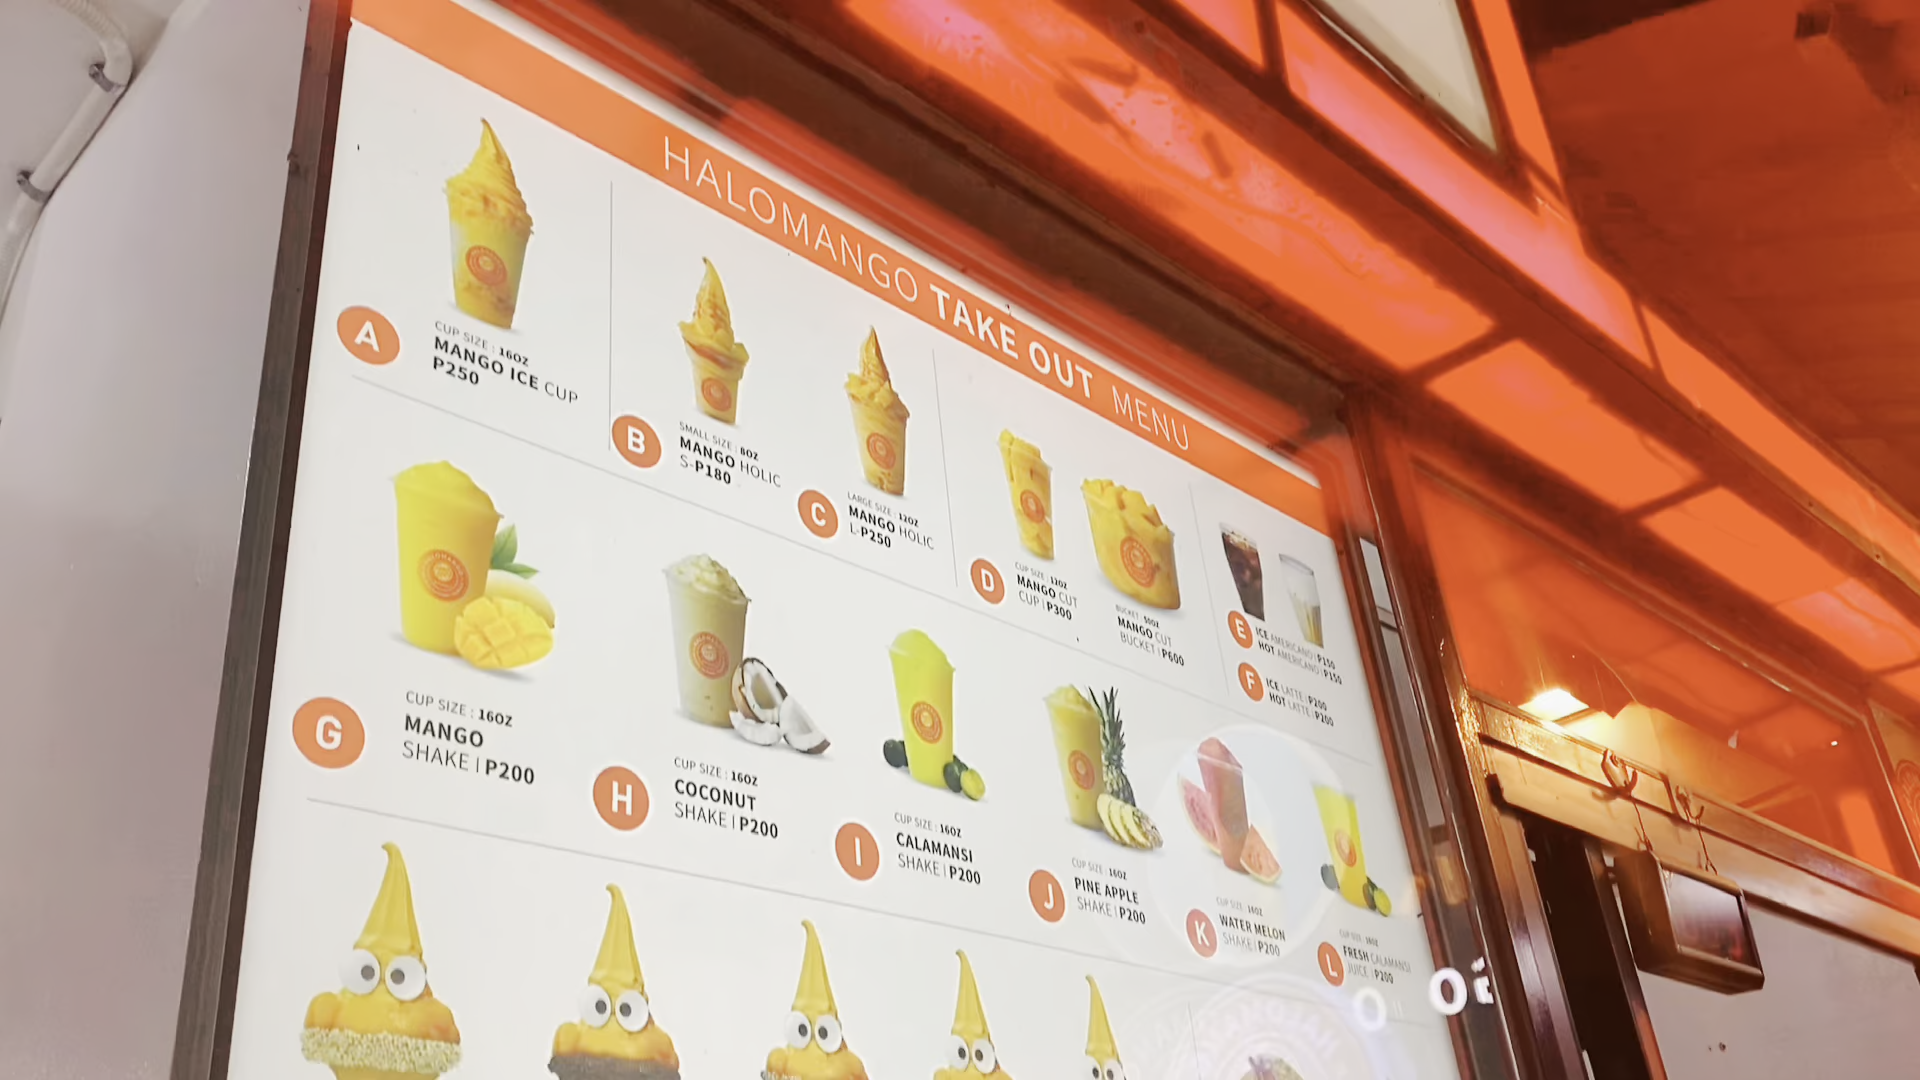 HALOMANGO TAKE OUT MENU
A
CUP SIZE : 16OZ
MANGO ICE CUP
P250
B
SMALL SIZE : 8OZ
MANGO HOLIC
S-P180
C
LARGE SIZE : 12OZ
MANGO HOLIC
L-P250
D
CUP SIZE : 12OZ
MANGO CUT
CUP | P300
BUCKET : 50OZ
MANGO CUT
BUCKET | P600
E
ICE AMERICANO | P150
HOT AMERICANO | P150
F
ICE LATTE | P200
HOT LATTE | P200
G
CUP SIZE : 16OZ
MANGO
SHAKE | P200
H
CUP SIZE : 16OZ
COCONUT
SHAKE | P200
I
CUP SIZE : 16OZ
CALAMANSI
SHAKE | P200
J
CUP SIZE : 16OZ
PINE APPLE
SHAKE | P200
K
CUP SIZE : 16OZ
WATER MELON
SHAKE | P200
L
CUP SIZE : 16OZ
FRESH CALAMANSI
JUICE | P200